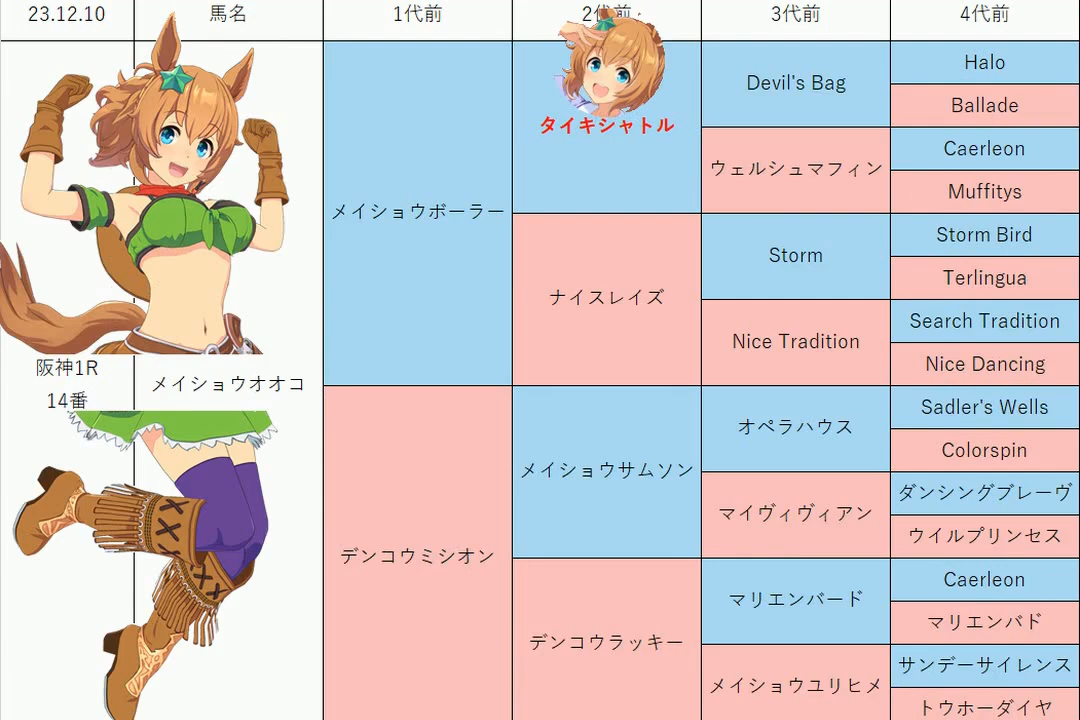 23.12.10
馬名
1代前
2代前
3代前
4代前
阪神1R
14番
メイショウオオコ
メイショウボーラー
デンコウミシオン
タイキシャトル
ナイスレイズ
メイショウサムソン
デンコウラッキー
Devil's Bag
ウェルシュマフィン
Storm
Nice Tradition
オペラハウス
マイヴィヴィアン
マリエンバード
メイショウユリヒメ
Halo
Ballade
Caerleon
Muffitys
Storm Bird
Terlingua
Search Tradition
Nice Dancing
Sadler's Wells
Colorspin
ダンシングブレーヴ
ウイルプリンセス
Caerleon
マリエンバド
サンデーサイレンス
トウホーダイヤ